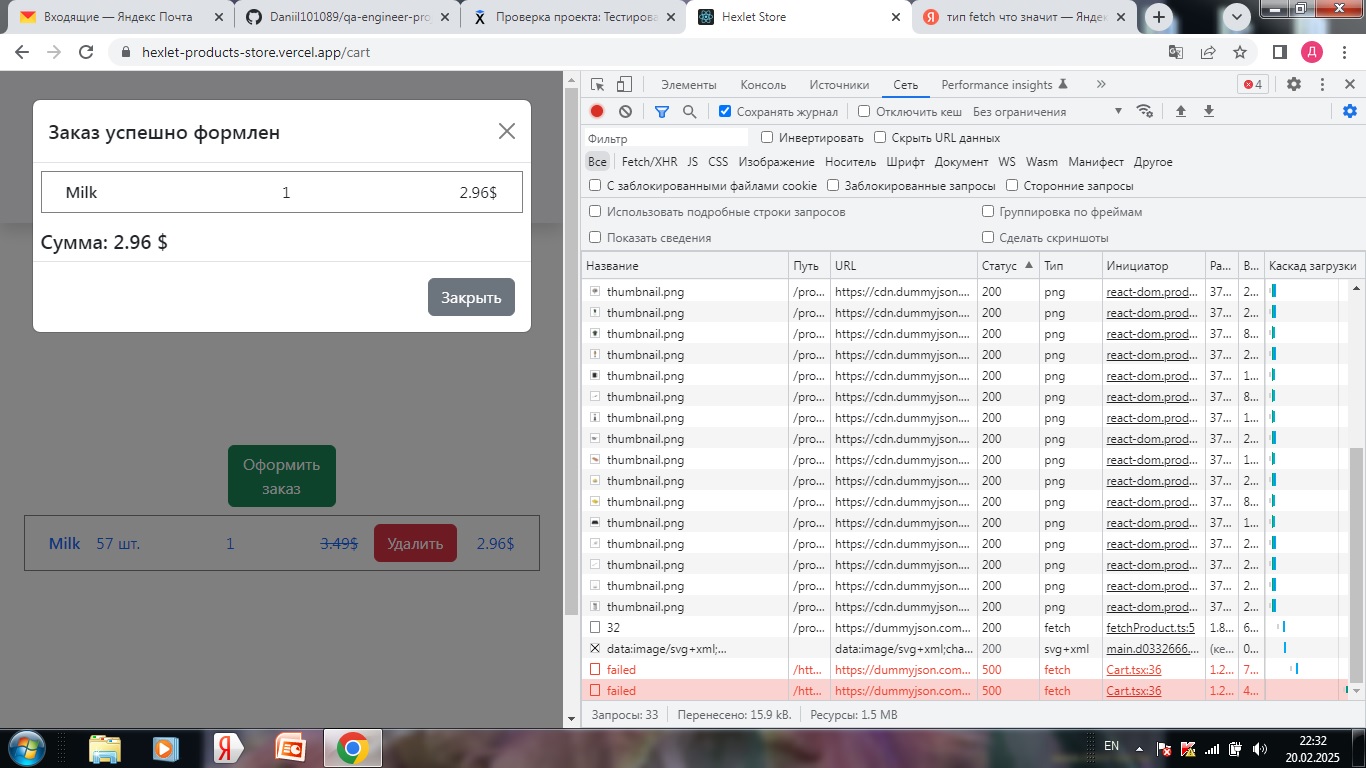 Входящие — Яндекс Почта
Daniil101089/qa-engineer-pro
Проверка проекта: Тестирова
Hexlet Store
тип fetch что значит — Яндек
hexlet-products-store.vercel.app/cart
Д
Заказ успешно формлен
Milk 1 2.96$
Сумма: 2.96 $
Закрыть
Оформить
заказ
Milk 57 шт. 1 3.49$ Удалить 2.96$
Элементы Консоль Источники Сеть Performance insights 4
Сохранять журнал Отключить кеш Без ограничения
Фильтр Инвертировать Скрыть URL данных
Все Fetch/XHR JS CSS Изображение Носитель Шрифт Документ WS Wasm Манифест Другое
С заблокированными файлами cookie Заблокированные запросы Сторонние запросы
Использовать подробные строки запросов Группировка по фреймам
Показать сведения Сделать скриншоты
Название Путь URL Статус Тип Инициатор Ра... В... Каскад загрузки
thumbnail.png /pro... https://cdn.dummyjson.... 200 png react-dom.prod... 37... 2...
thumbnail.png /pro... https://cdn.dummyjson.... 200 png react-dom.prod... 37... 2...
thumbnail.png /pro... https://cdn.dummyjson.... 200 png react-dom.prod... 37... 8...
thumbnail.png /pro... https://cdn.dummyjson.... 200 png react-dom.prod... 37... 2...
thumbnail.png /pro... https://cdn.dummyjson.... 200 png react-dom.prod... 37... 1...
thumbnail.png /pro... https://cdn.dummyjson.... 200 png react-dom.prod... 37... 8...
thumbnail.png /pro... https://cdn.dummyjson.... 200 png react-dom.prod... 37... 1...
thumbnail.png /pro... https://cdn.dummyjson.... 200 png react-dom.prod... 37... 2...
thumbnail.png /pro... https://cdn.dummyjson.... 200 png react-dom.prod... 37... 1...
thumbnail.png /pro... https://cdn.dummyjson.... 200 png react-dom.prod... 37... 2...
thumbnail.png /pro... https://cdn.dummyjson.... 200 png react-dom.prod... 37... 8...
thumbnail.png /pro... https://cdn.dummyjson.... 200 png react-dom.prod... 37... 1...
thumbnail.png /pro... https://cdn.dummyjson.... 200 png react-dom.prod... 37... 2...
thumbnail.png /pro... https://cdn.dummyjson.... 200 png react-dom.prod... 37... 2...
thumbnail.png /pro... https://cdn.dummyjson.... 200 png react-dom.prod... 37... 2...
thumbnail.png /pro... https://cdn.dummyjson.... 200 png react-dom.prod... 37... 2...
32 /pro... https://dummyjson.com... 200 fetch fetchProduct.ts:5 1.8... 6...
data:image/svg+xml;... data:image/svg+xml;cha... 200 svg+xml main.d0332666.... (ке... 0...
failed /htt... https://dummyjson.com... 500 fetch Cart.tsx:36 1.2... 7...
failed /htt... https://dummyjson.com... 500 fetch Cart.tsx:36 1.2... 4...
Запросы: 33 Перенесено: 15.9 kB. Ресурсы: 1.5 MB
EN
22:32
20.02.2025